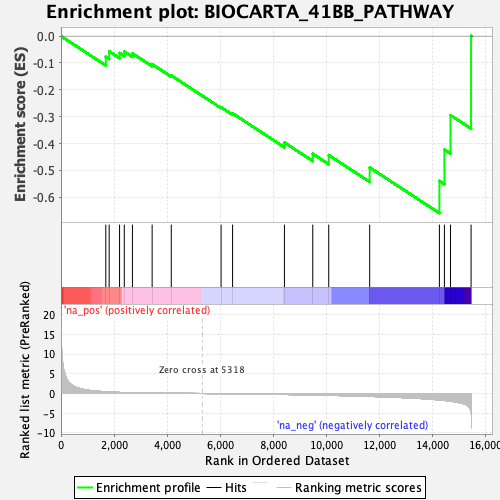 Enrichment plot: BIOCARTA_41BB_PATHWAY
Enrichment score (ES)
0.0
-0.1
-0.2
-0.3
-0.4
-0.5
-0.6
'na_pos' (positively correlated)
Ranked list metric (PreRanked)
20
15
10
5
0
-5
-10
Zero cross at 5318
'na_neg' (negatively correlated)
0 2,000 4,000 6,000 8,000 10,000 12,000 14,000 16,000
Rank in Ordered Dataset
Enrichment profile Hits Ranking metric scores